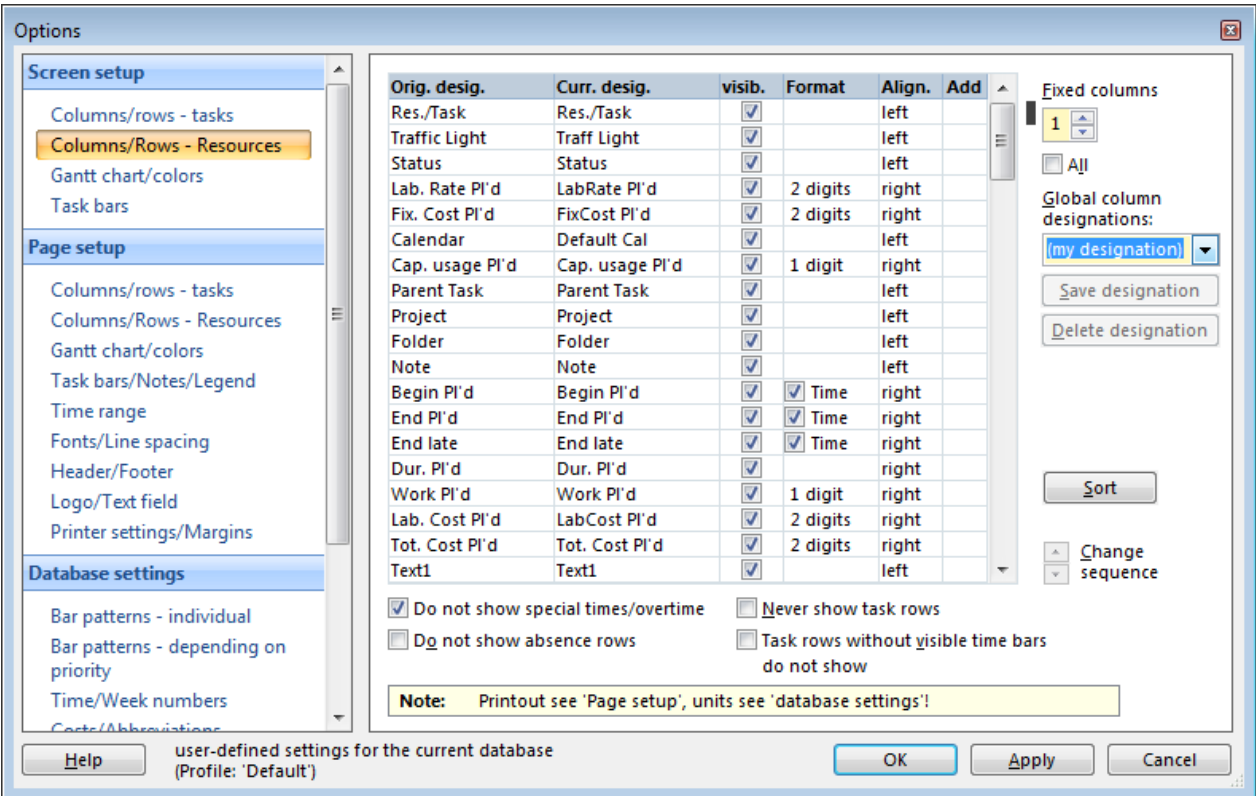 Options
Screen setup
Columns/rows - tasks
Columns/Rows - Resources
Gantt chart/colors
Task bars
Page setup
Columns/rows - tasks
Columns/Rows - Resources
Gantt chart/colors
Task bars/Notes/Legend
Time range
Fonts/Line spacing
Header/Footer
Logo/Text field
Printer settings/Margins
Database settings
Bar patterns - individual
Bar patterns - depending on
priority
Time/Week numbers
Costs/Abbreviations
Orig. desig. Curr. desig. visib. Format Align. Add
Res./Task Res./Task left
Traffic Light Traff Light left
Status Status left
Lab. Rate Pl'd LabRate Pl'd 2 digits right
Fix. Cost Pl'd FixCost Pl'd 2 digits right
Calendar Default Cal left
Cap. usage Pl'd Cap. usage Pl'd 1 digit right
Parent Task Parent Task left
Project Project left
Folder Folder left
Note Note left
Begin Pl'd Begin Pl'd Time right
End Pl'd End Pl'd Time right
End late End late Time right
Dur. Pl'd Dur. Pl'd right
Work Pl'd Work Pl'd 1 digit right
Lab. Cost Pl'd LabCost Pl'd 2 digits right
Tot. Cost Pl'd Tot. Cost Pl'd 2 digits right
Text1 Text1 left
Fixed columns
1
All
Global column
designations:
(my designation)
Save designation
Delete designation
Sort
Change
sequence
Do not show special times/overtime
Never show task rows
Do not show absence rows
Task rows without visible time bars
do not show
Note: Printout see 'Page setup', units see 'database settings'!
Help
user-defined settings for the current database
(Profile: 'Default')
OK
Apply
Cancel